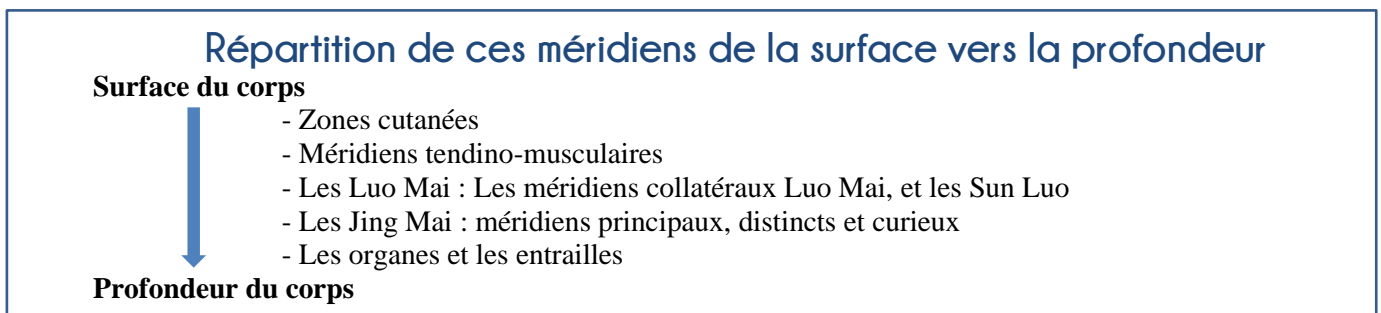 Répartition de ces méridiens de la surface vers la profondeur
Surface du corps
- Zones cutanées
- Méridiens tendino-musculaires
- Les Luo Mai : Les méridiens collatéraux Luo Mai, et les Sun Luo
- Les Jing Mai : méridiens principaux, distincts et curieux
- Les organes et les entrailles
Profondeur du corps